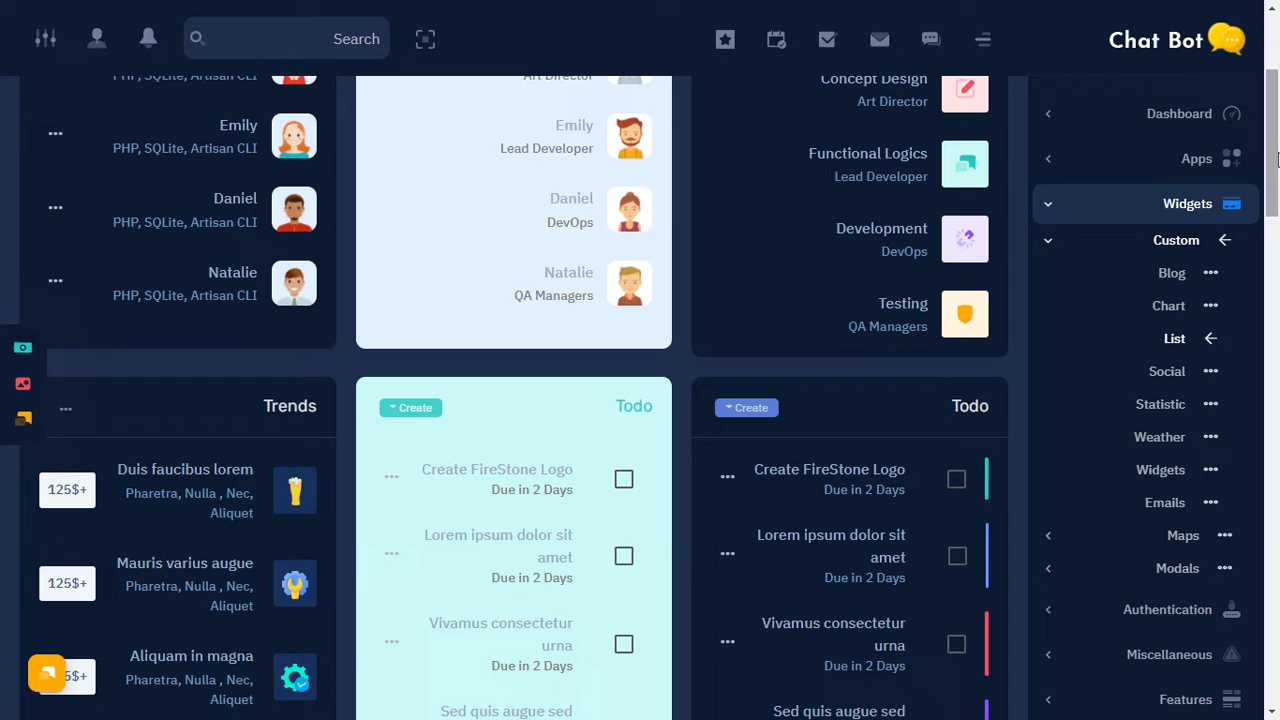 Search
Chat Bot
PHP, SQLite, Artisan CLI
Emily
PHP, SQLite, Artisan CLI
Daniel
PHP, SQLite, Artisan CLI
Natalie
PHP, SQLite, Artisan CLI
Art Director
Emily
Lead Developer
Daniel
DevOps
Natalie
QA Managers
Concept Design
Art Director
Functional Logics
Lead Developer
Development
DevOps
Testing
QA Managers
Trends
Duis faucibus lorem
Pharetra, Nulla , Nec,
Aliquet
125$+
Mauris varius augue
Pharetra, Nulla , Nec,
Aliquet
125$+
Aliquam in magna
Pharetra, Nulla , Nec,
Aliquet
5$+
Create
Todo
Create FireStone Logo
Due in 2 Days
Lorem ipsum dolor sit
amet
Due in 2 Days
Vivamus consectetur
urna
Due in 2 Days
Sed quis augue sed
Create
Todo
Create FireStone Logo
Due in 2 Days
Lorem ipsum dolor sit
amet
Due in 2 Days
Vivamus consectetur
urna
Due in 2 Days
Sed quis augue sed
Dashboard
Apps
Widgets
Custom
Blog
Chart
List
Social
Statistic
Weather
Widgets
Emails
Maps
Modals
Authentication
Miscellaneous
Features